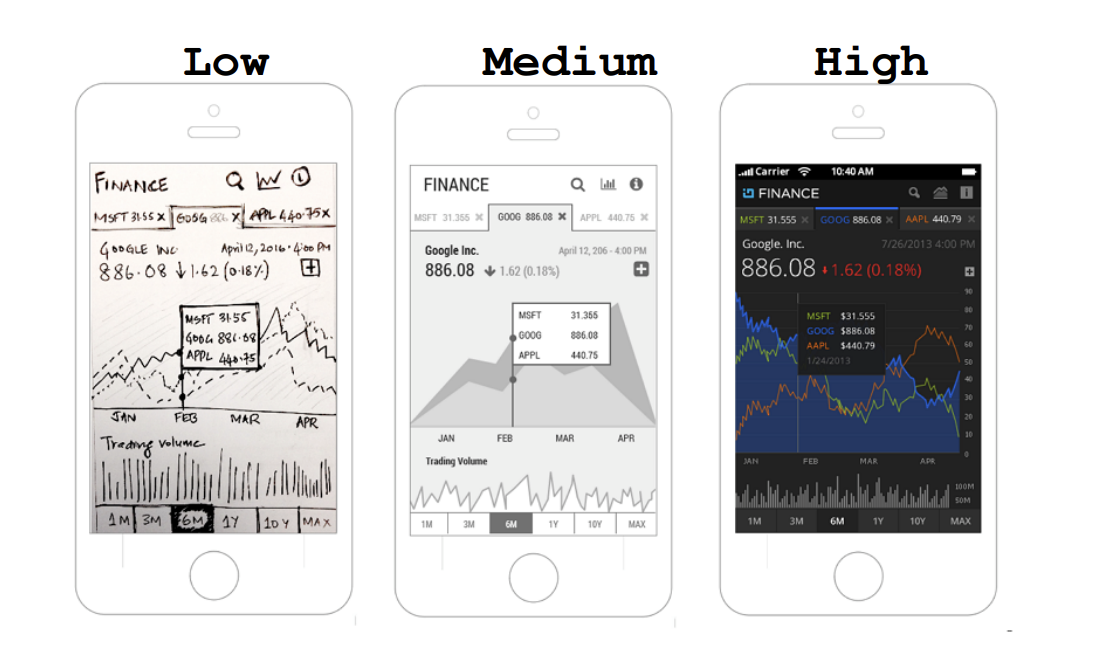 Low
Medium
High
FINANCE
MSFT 31.55 X
GOOG 886 X
APPL 440.75 X
GOOGLE INC
April 12, 2016 • 4:00 PM
886.08 ↓ 1.62 (0.18%)
MSFT 31.55
GOOG 886.08
APPL 440.75
JAN FEB MAR APR
Trading volume
1M 3M 6M 1Y 10Y MAX
FINANCE
MSFT 31.355 ✖ GOOG 886.08 ✖ APPL 440.75 ✖
Google Inc. April 12, 206 - 4:00 PM
886.08 ↓ 1.62 (0.18%)
MSFT 31.355
GOOG 886.08
APPL 440.75
JAN FEB MAR APR
Trading Volume
1M 3M 6M 1Y 10Y MAX
Carrier 10:40 AM
FINANCE
MSFT 31.555 × GOOG 886.08 × AAPL 440.79 ×
Google. Inc. 7/26/2013 4:00 PM
886.08 ↓ 1.62 (0.18%)
90
80
70
60
50
40
30
20
10
0
MSFT $31.555
GOOG $886.08
AAPL $440.79
1/24/2013
JAN FEB MAR APR
100M
50M
1M 3M 6M 1Y 10Y MAX